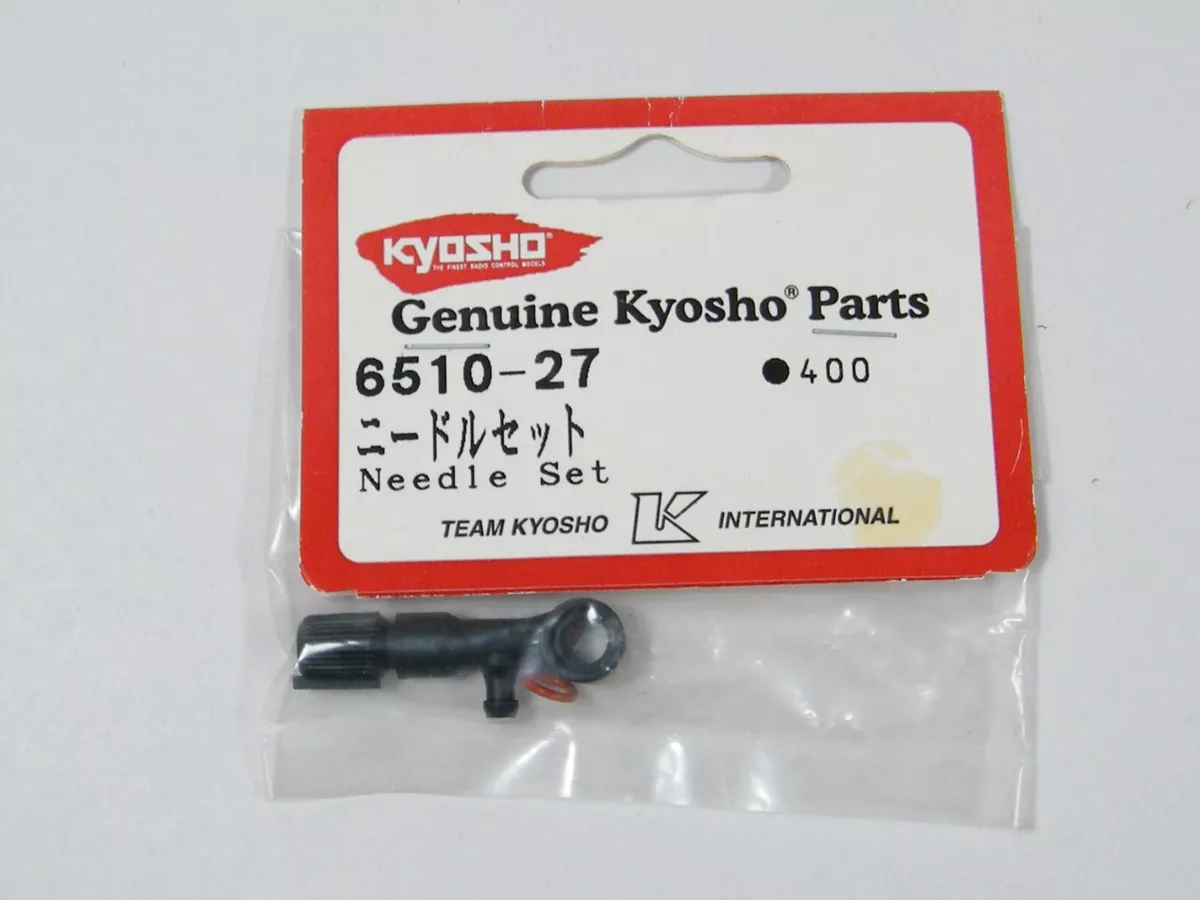 KYOSHO®
THE FINEST RADIO CONTROL MODELS
Genuine Kyosho® Parts
6510-27 ●400
ニードルセット
Needle Set
TEAM KYOSHO K INTERNATIONAL